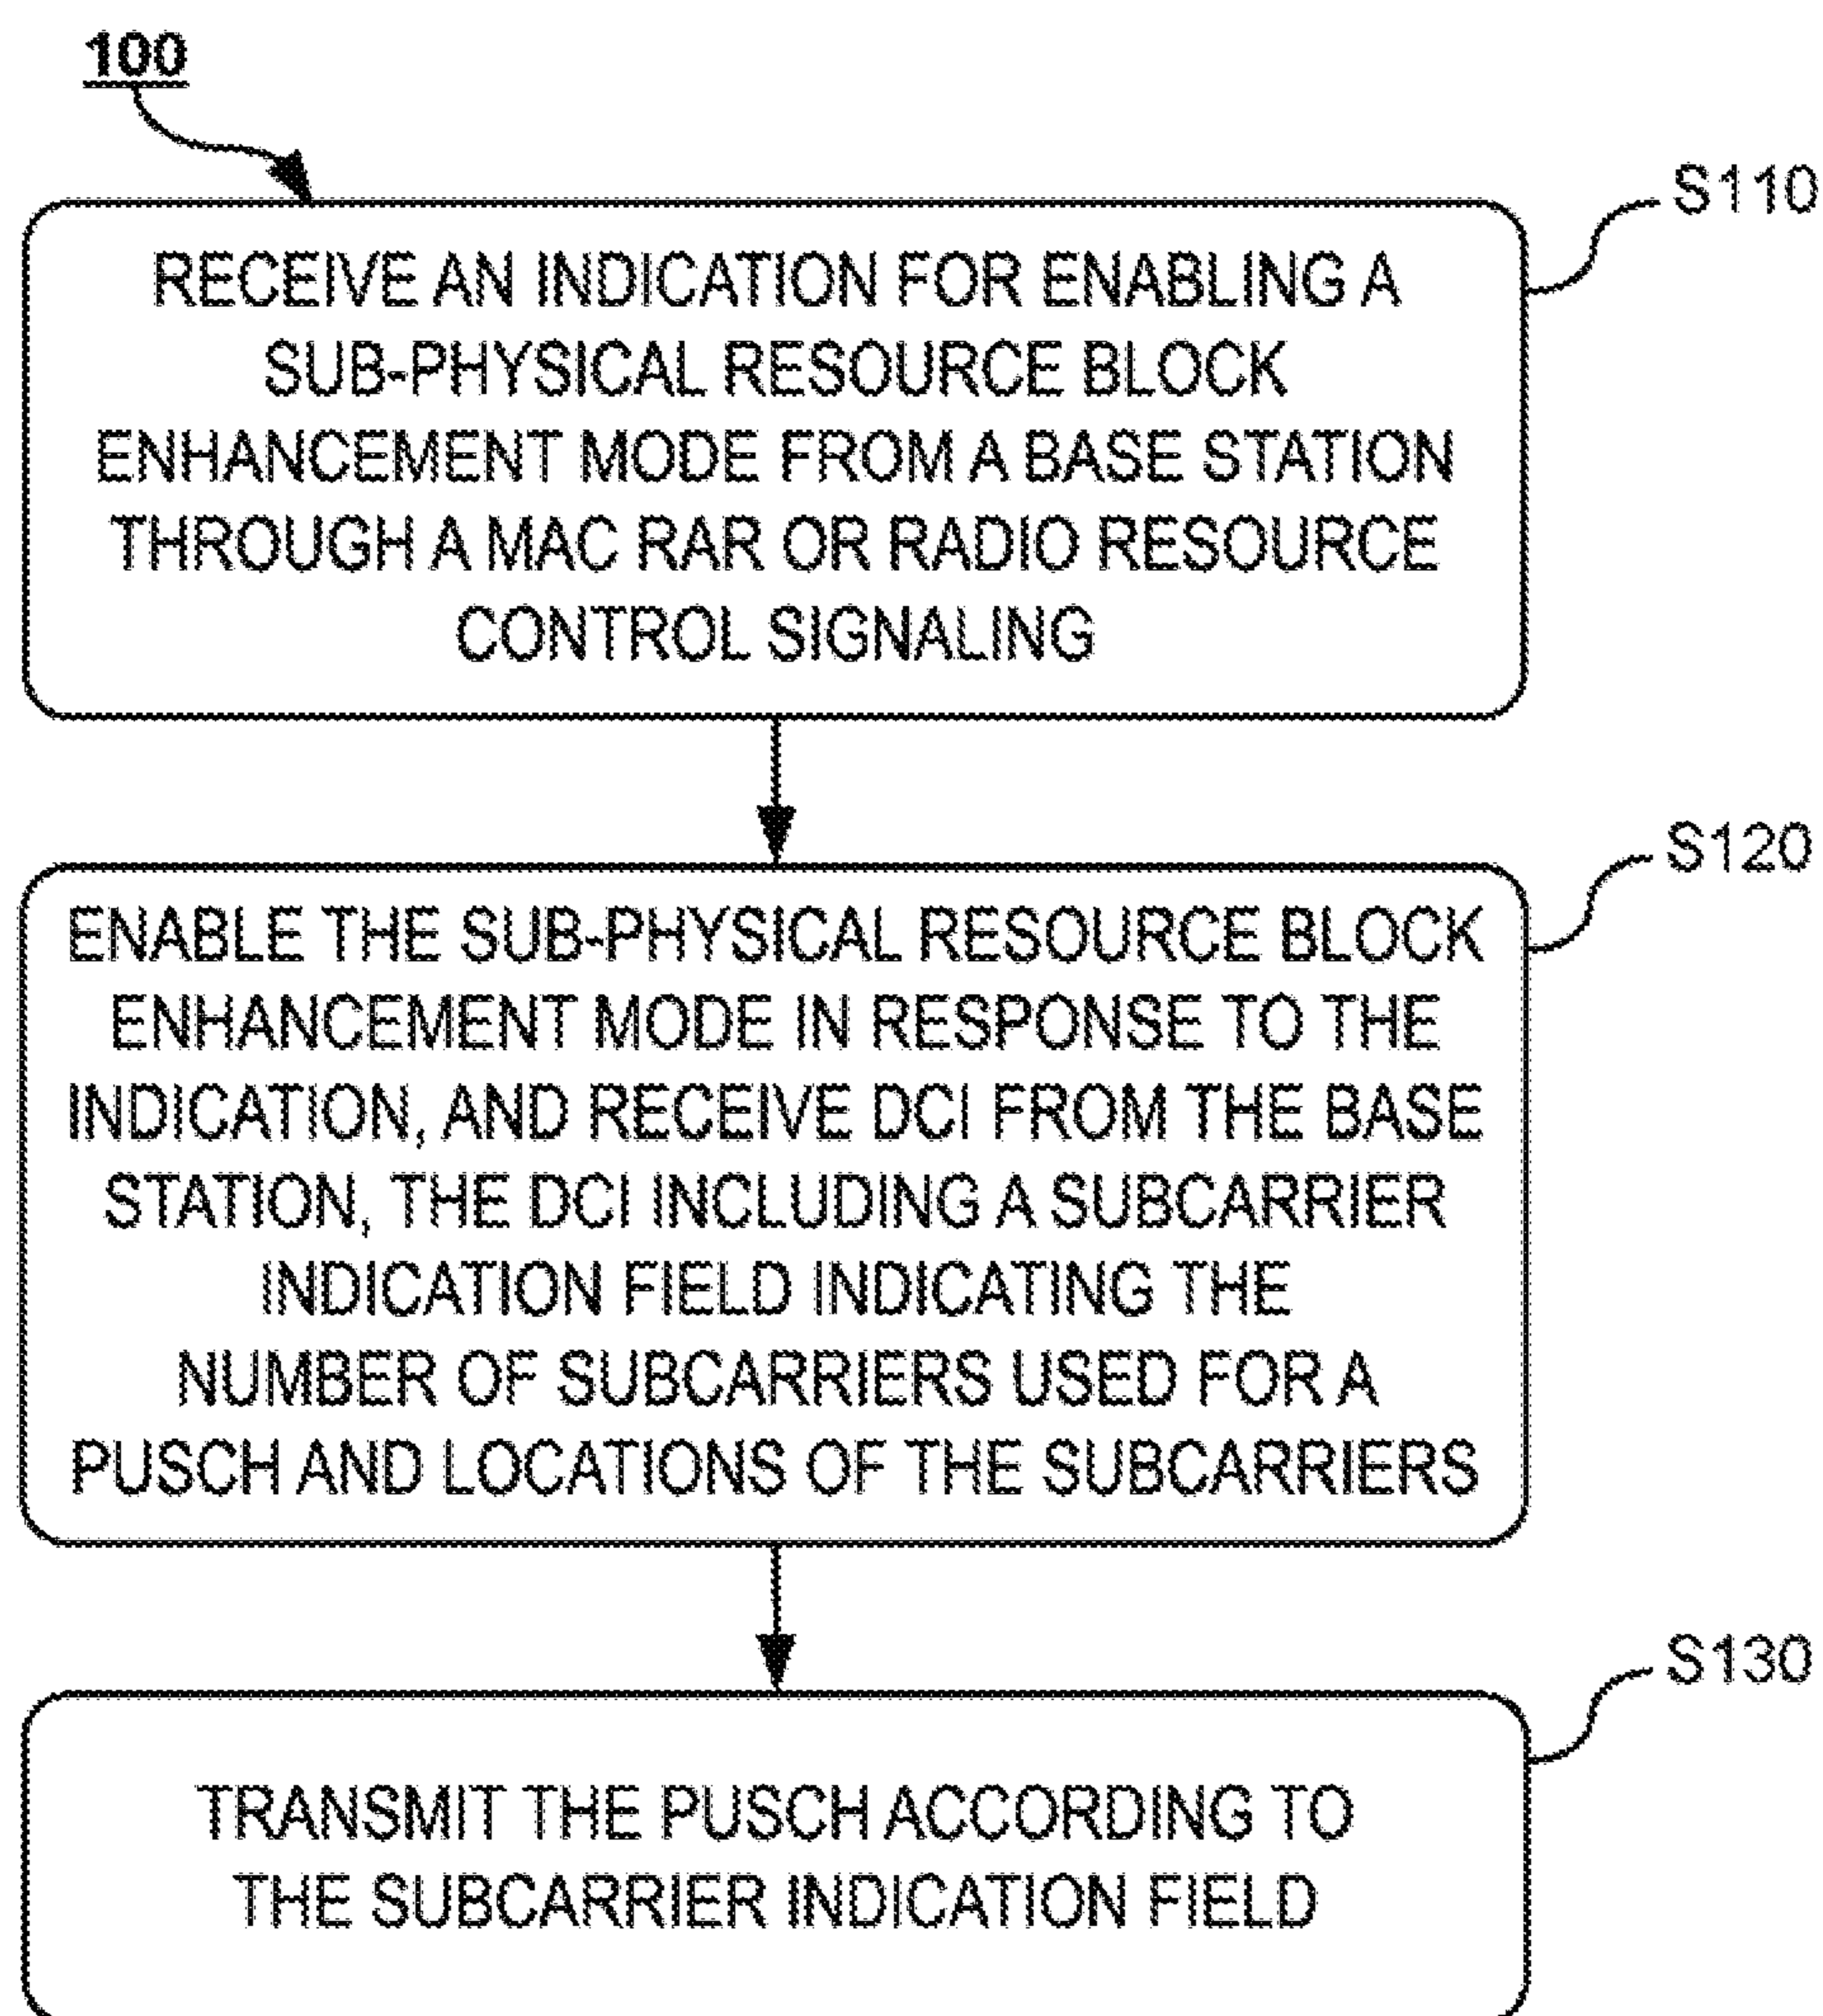 100
S110
RECEIVE AN INDICATION FOR ENABLING A
SUB-PHYSICAL RESOURCE BLOCK
ENHANCEMENT MODE FROM A BASE STATION
THROUGH A MAC RAR OR RADIO RESOURCE
CONTROL SIGNALING
S120
ENABLE THE SUB-PHYSICAL RESOURCE BLOCK
ENHANCEMENT MODE IN RESPONSE TO THE
INDICATION, AND RECEIVE DCI FROM THE BASE
STATION, THE DCI INCLUDING A SUBCARRIER
INDICATION FIELD INDICATING THE
NUMBER OF SUBCARRIERS USED FOR A
PUSCH AND LOCATIONS OF THE SUBCARRIERS
S130
TRANSMIT THE PUSCH ACCORDING TO
THE SUBCARRIER INDICATION FIELD